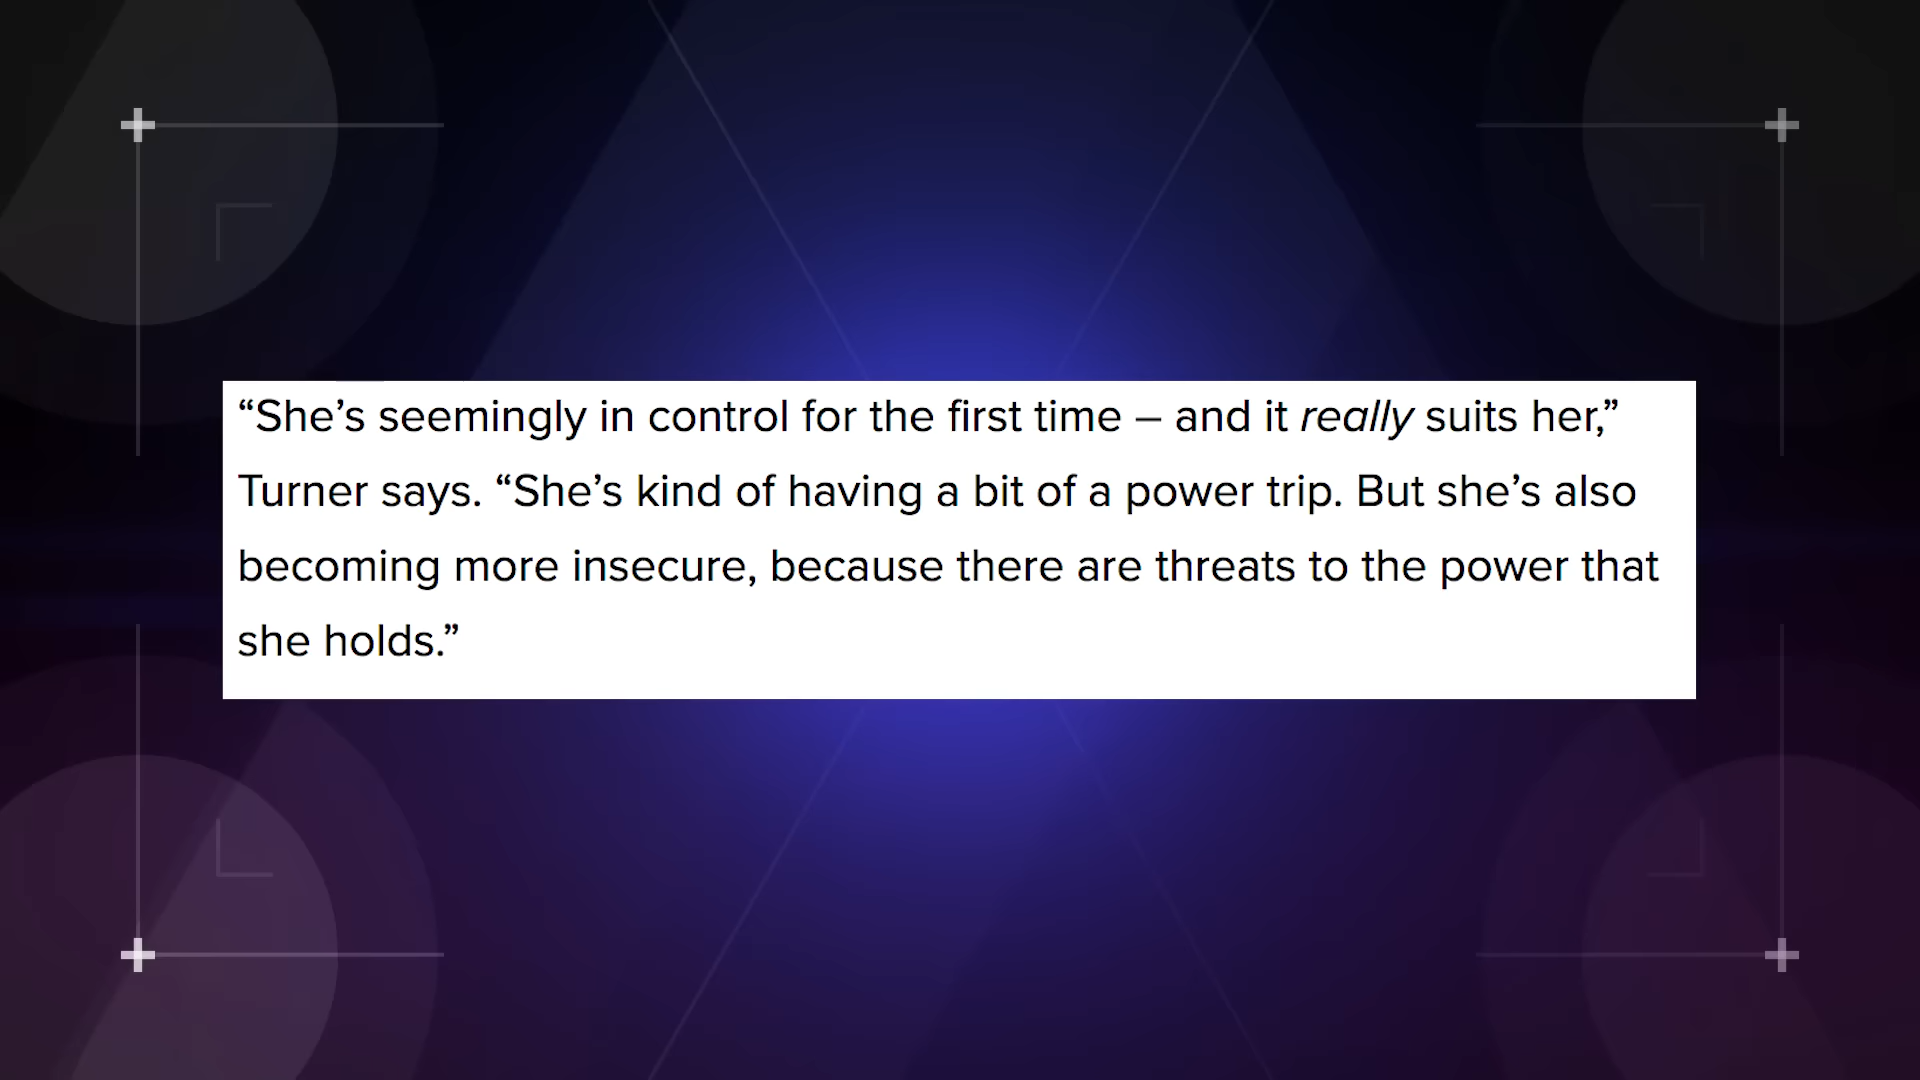 “She’s seemingly in control for the first time – and it really suits her,”
Turner says. “She’s kind of having a bit of a power trip. But she’s also
becoming more insecure, because there are threats to the power that
she holds.”